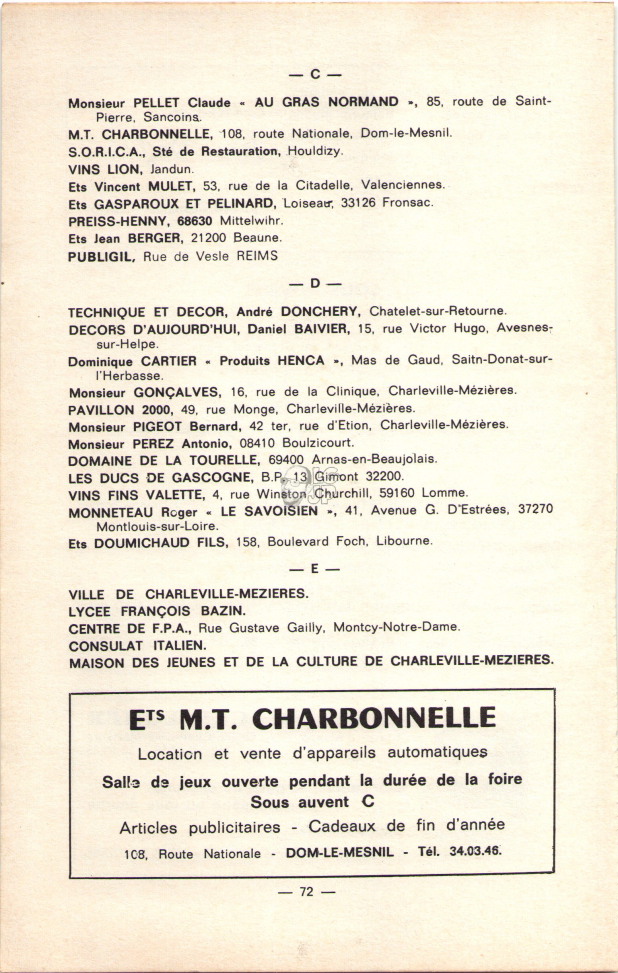 — C —
Monsieur PELLET Claude « AU GRAS NORMAND », 85, route de Saint-
Pierre, Sancoins.
M.T. CHARBONNELLE, 108, route Nationale, Dom-le-Mesnil.
S.O.R.I.C.A., Sté de Restauration, Houldizy.
VINS LION, Jandun.
Ets Vincent MULET, 53, rue de la Citadelle, Valenciennes.
Ets GASPAROUX ET PELINARD, Loiseau, 33126 Fronsac.
PREISS-HENNY, 68630 Mittelwihr.
Ets Jean BERGER, 21200 Beaune.
PUBLIGIL, Rue de Vesle REIMS
— D —
TECHNIQUE ET DECOR, André DONCHERY, Chatelet-sur-Retourne.
DECORS D'AUJOURD'HUI, Daniel BAIVIER, 15, rue Victor Hugo, Avesnes-
sur-Helpe.
Dominique CARTIER « Produits HENCA », Mas de Gaud, Saitn-Donat-sur-
l'Herbasse.
Monsieur GONÇALVES, 16, rue de la Clinique, Charleville-Mézières.
PAVILLON 2000, 49, rue Monge, Charleville-Mézières.
Monsieur PIGEOT Bernard, 42 ter, rue d'Etion, Charleville-Mézières.
Monsieur PEREZ Antonio, 08410 Boulzicourt.
DOMAINE DE LA TOURELLE, 69400 Arnas-en-Beaujolais.
LES DUCS DE GASCOGNE, B.P. 13 Gimont 32200.
VINS FINS VALETTE, 4, rue Winston Churchill, 59160 Lomme.
MONNETEAU Roger « LE SAVOISIEN », 41, Avenue G. D'Estrées, 37270
Montlouis-sur-Loire.
Ets DOUMICHAUD FILS, 158, Boulevard Foch, Libourne.
— E —
VILLE DE CHARLEVILLE-MEZIERES.
LYCEE FRANÇOIS BAZIN.
CENTRE DE F.P.A., Rue Gustave Gailly, Montcy-Notre-Dame.
CONSULAT ITALIEN.
MAISON DES JEUNES ET DE LA CULTURE DE CHARLEVILLE-MEZIERES.
ETS M.T. CHARBONNELLE
Location et vente d'appareils automatiques
Salle de jeux ouverte pendant la durée de la foire
Sous auvent C
Articles publicitaires - Cadeaux de fin d'année
108, Route Nationale - DOM-LE-MESNIL - Tél. 34.03.46.
— 72 —